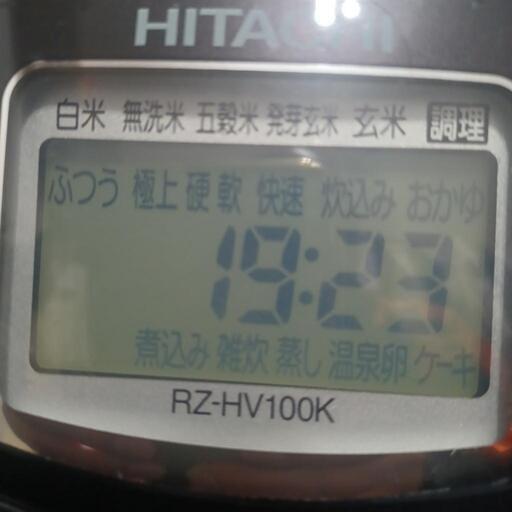 HITACHI
白米 無洗米 五穀米 発芽玄米 玄米 調理
ふつう 極上 硬 軟 快速 炊込み おかゆ
19:23
煮込み 雑炊 蒸し 温泉卵 ケーキ
RZ-HV100K